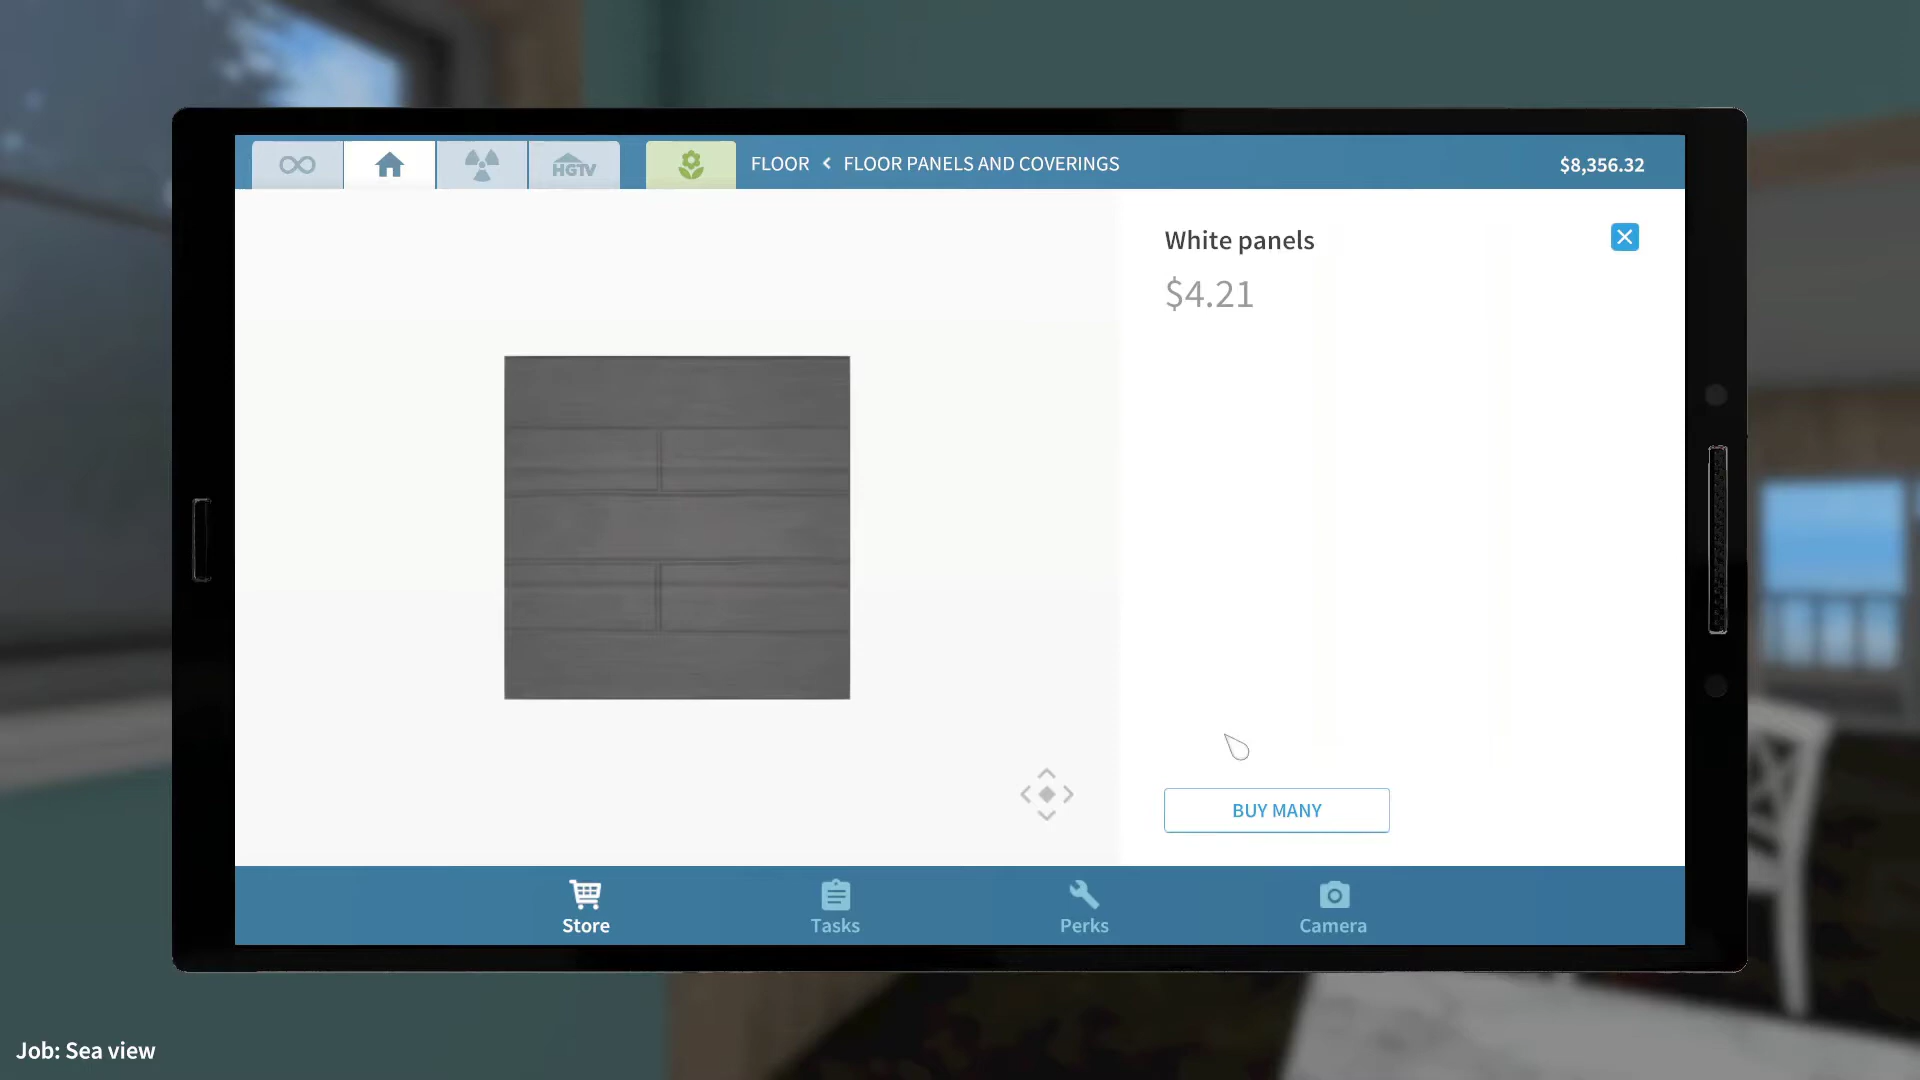 HGTV
FLOOR < FLOOR PANELS AND COVERINGS
$8,356.32
White panels
$4.21
BUY MANY
Store
Tasks
Perks
Camera
Job: Sea view